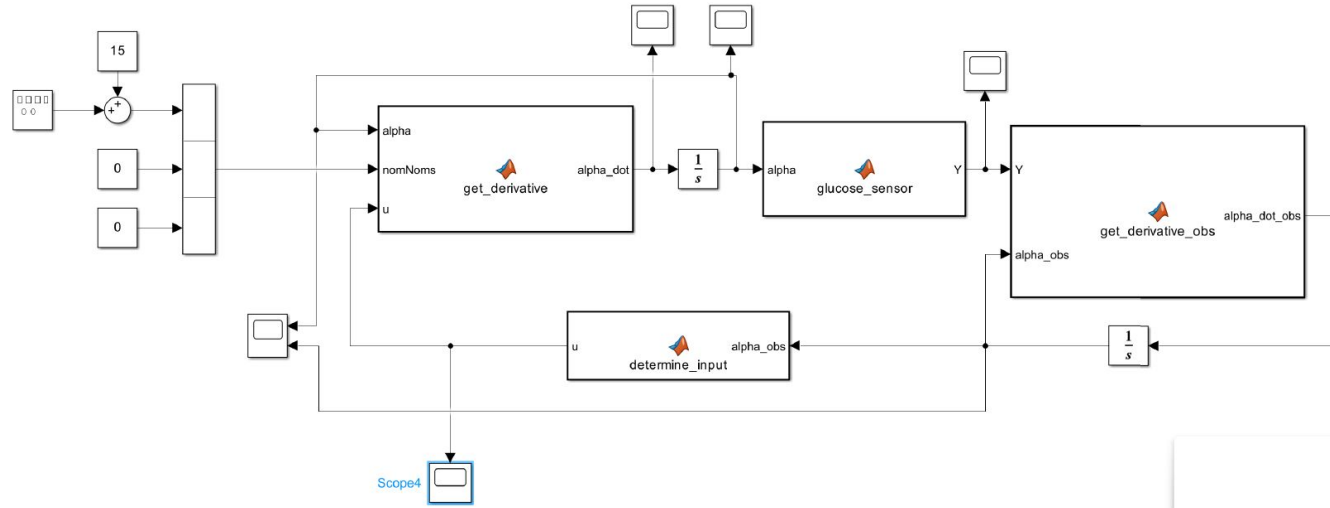 15
+
+
0
0
alpha
nomNoms
u
get_derivative
alpha_dot
1
s
alpha
glucose_sensor
Y
Y
alpha_obs
get_derivative_obs
alpha_dot_obs
u
determine_input
alpha_obs
1
s
Scope4